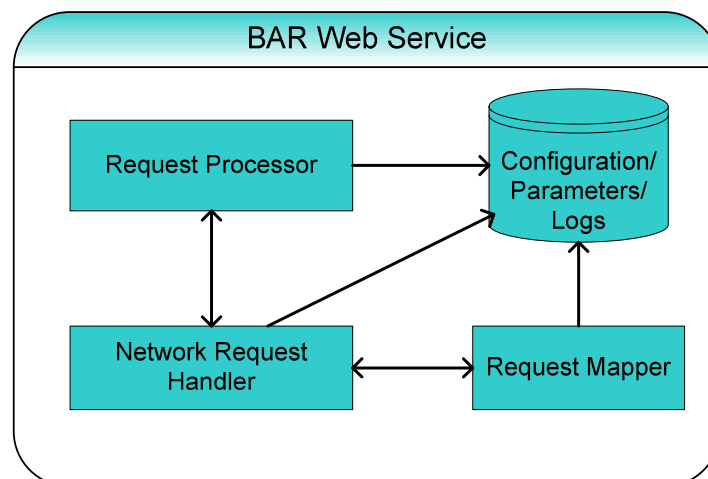 BAR Web Service
Request Processor
Configuration/
Parameters/
Logs
Network Request
Handler
Request Mapper